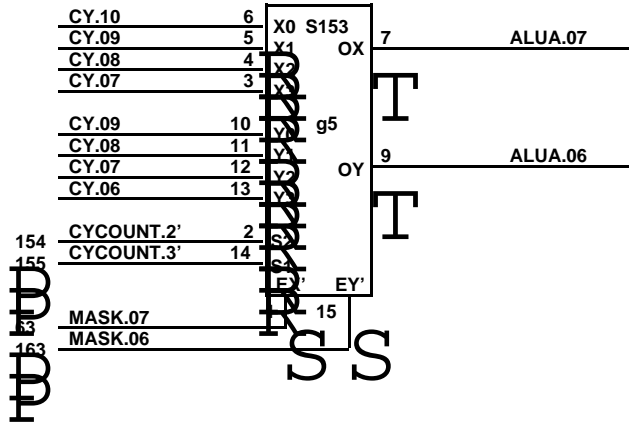 CY.10 6 X0 S153
CY.09 5 X1 OX 7 ALUA.07
CY.08 4 X2
CY.07 3
g5
CY.09 10 Y0
CY.08 11 Y1
CY.07 12 Y2 OY 9 ALUA.06
CY.06 13 Y3
T
T
154 CYCOUNT.2' 2 S2
155 CYCOUNT.3' 14 S1
EX' EY'
P
P
63 MASK.07 15
163 MASK.06
S S
P
P